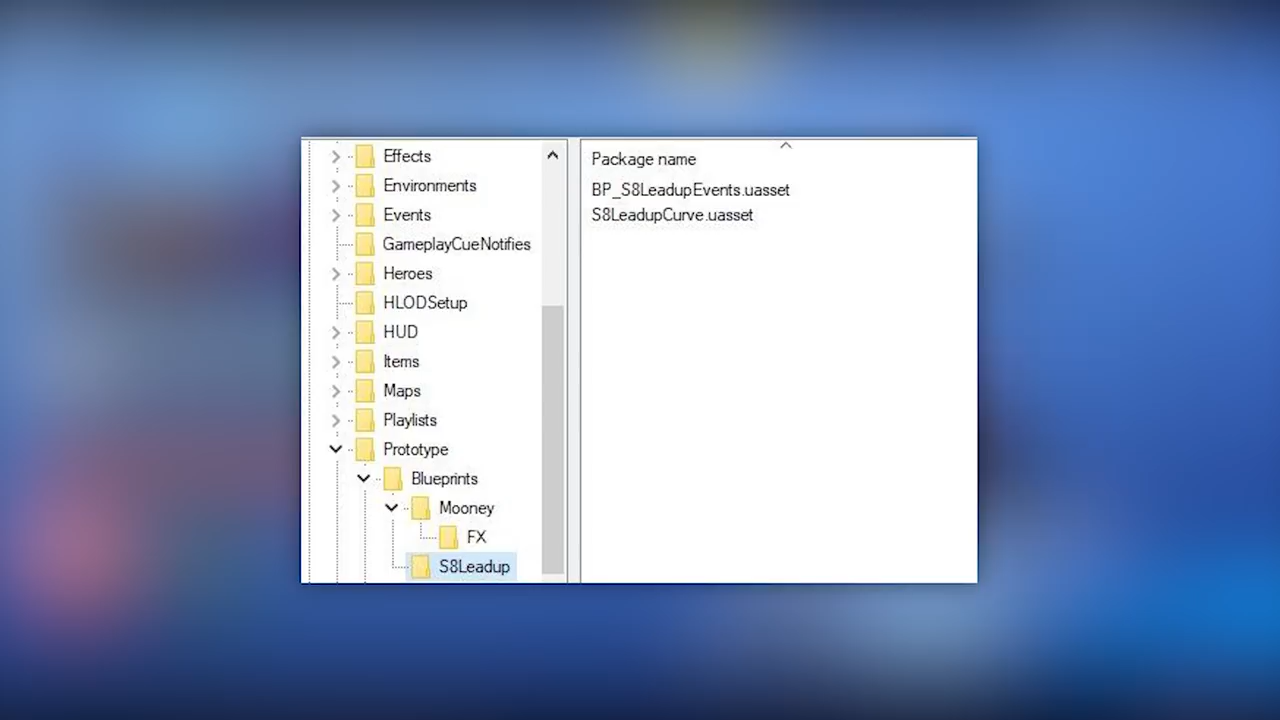 Effects
Environments
Events
GameplayCueNotifies
Heroes
HLODSetup
HUD
Items
Maps
Playlists
Prototype
Blueprints
Mooney
FX
S8Leadup
Package name
BP_S8LeadupEvents.uasset
S8LeadupCurve.uasset